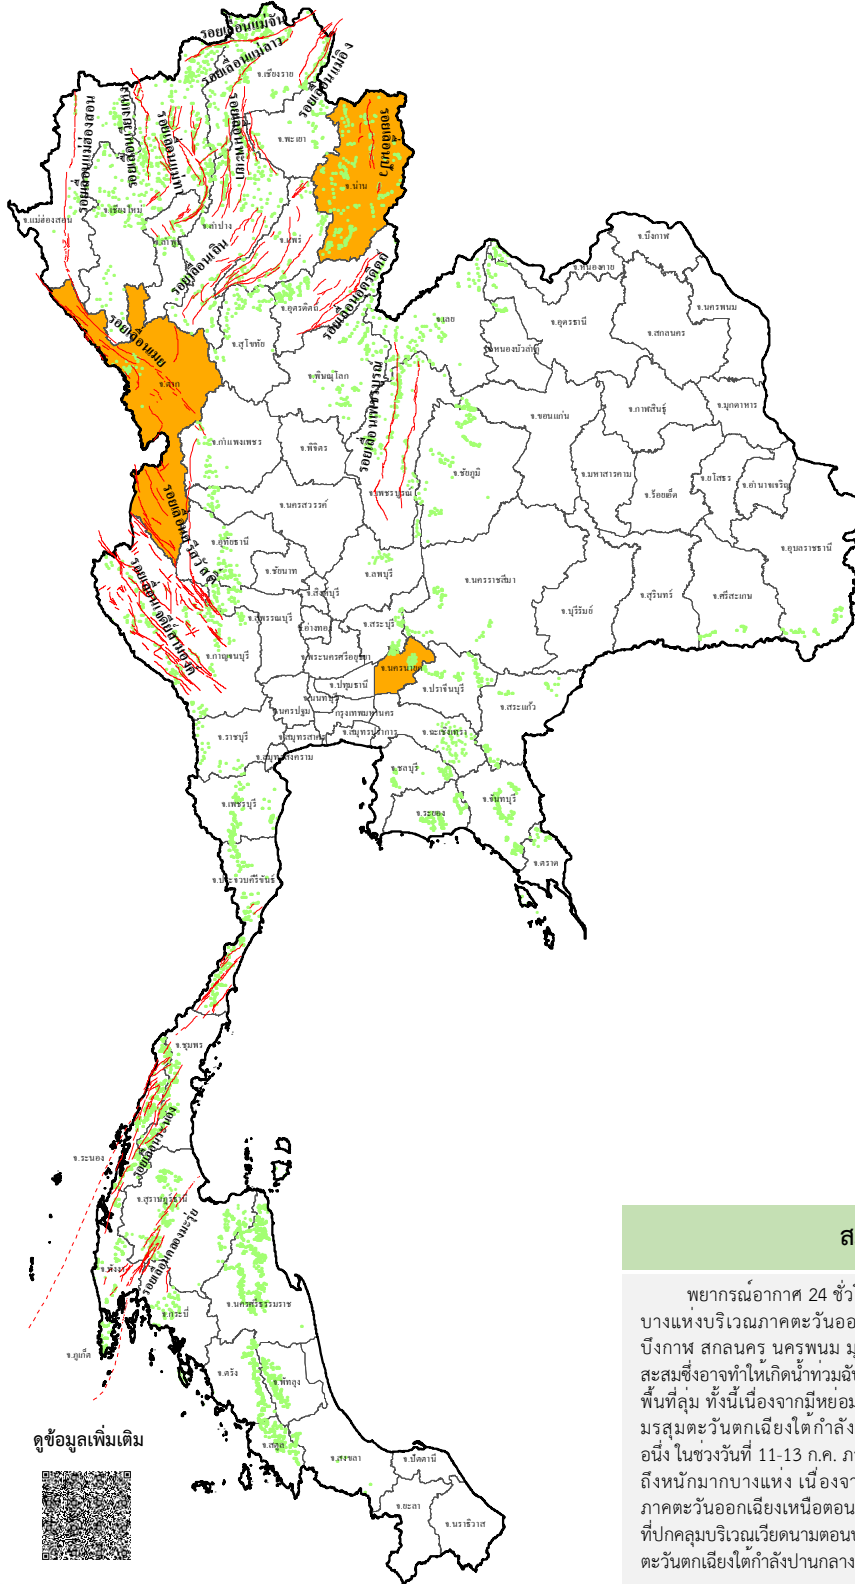 รอยเลื่อนแม่จัน
รอยเลื่อนแม่ลาว
รอยเลื่อนแม่อิง
จ.เชียงราย
รอยเลื่อนแม่ฮ่องสอน
รอยเลื่อนแม่ทา
รอยเลื่อนพะเยา
รอยเลื่อนปัว
จ.พะเยา
จ.น่าน
จ.แม่ฮ่องสอน
จ.เชียงใหม่
จ.ลำปาง
จ.ลำพูน
จ.แพร่
รอยเลื่อนเถิน
รอยเลื่อนอุตรดิตถ์
จ.อุตรดิตถ์
จ.บึงกาฬ
จ.หนองคาย
จ.นครพนม
จ.เลย
จ.อุดรธานี
จ.สกลนคร
รอยเลื่อนเมย
จ.สุโขทัย
จ.หนองบัวลำภู
จ.ตาก
จ.พิษณุโลก
รอยเลื่อนเพชรบูรณ์
จ.ขอนแก่น
จ.กาฬสินธุ์
จ.มุกดาหาร
จ.กำแพงเพชร
จ.พิจิตร
จ.ชัยภูมิ
จ.มหาสารคาม
จ.ร้อยเอ็ด
จ.ยโสธร
จ.อำนาจเจริญ
จ.เพชรบูรณ์
จ.นครสวรรค์
รอยเลื่อนศรีสวัสดิ์
จ.อุทัยธานี
จ.อุบลราชธานี
จ.ชัยนาท
จ.ลพบุรี
จ.นครราชสีมา
จ.บุรีรัมย์
จ.สุรินทร์
จ.ศรีสะเกษ
รอยเลื่อนเจดีย์สามองค์
จ.สิงห์บุรี
จ.สุพรรณบุรี
จ.อ่างทอง
จ.สระบุรี
จ.กาญจนบุรี
จ.พระนครศรีอยุธยา
จ.นครนายก
จ.ปทุมธานี
จ.ปราจีนบุรี
จ.นนทบุรี
จ.สระแก้ว
จ.นครปฐม
กรุงเทพมหานคร
จ.ราชบุรี
จ.สมุทรสาคร
จ.สมุทรปราการ
จ.ฉะเชิงเทรา
จ.สมุทรสงคราม
จ.ชลบุรี
จ.เพชรบุรี
จ.ระยอง
จ.จันทบุรี
จ.ตราด
จ.ประจวบคีรีขันธ์
จ.ชุมพร
รอยเลื่อนระนอง
จ.ระนอง
จ.สุราษฎร์ธานี
รอยเลื่อนคลองมะรุ่ย
จ.พังงา
จ.นครศรีธรรมราช
จ.กระบี่
จ.ภูเก็ต
จ.ตรัง
จ.พัทลุง
จ.สตูล
จ.สงขลา
จ.ปัตตานี
จ.ยะลา
จ.นราธิวาส
ดูข้อมูลเพิ่มเติม
ส
พยากรณ์อากาศ 24 ชั่วโ
บางแห่งบริเวณภาคตะวันออ
บึงกาฬ สกลนคร นครพนม มุ
สะสมซึ่งอาจทำให้เกิดน้ำท่วมฉับ
พื้นที่ลุ่ม ทั้งนี้เนื่องจากมีหย่อม
มรสุมตะวันตกเฉียงใต้กำลัง
อนึ่ง ในช่วงวันที่ 11-13 ก.ค. ภา
ถึงหนักมากบางแห่ง เนื่องจา
ภาคตะวันออกเฉียงเหนือตอน
ที่ปกคลุมบริเวณเวียดนามตอนบ
ตะวันตกเฉียงใต้กำลังปานกลาง